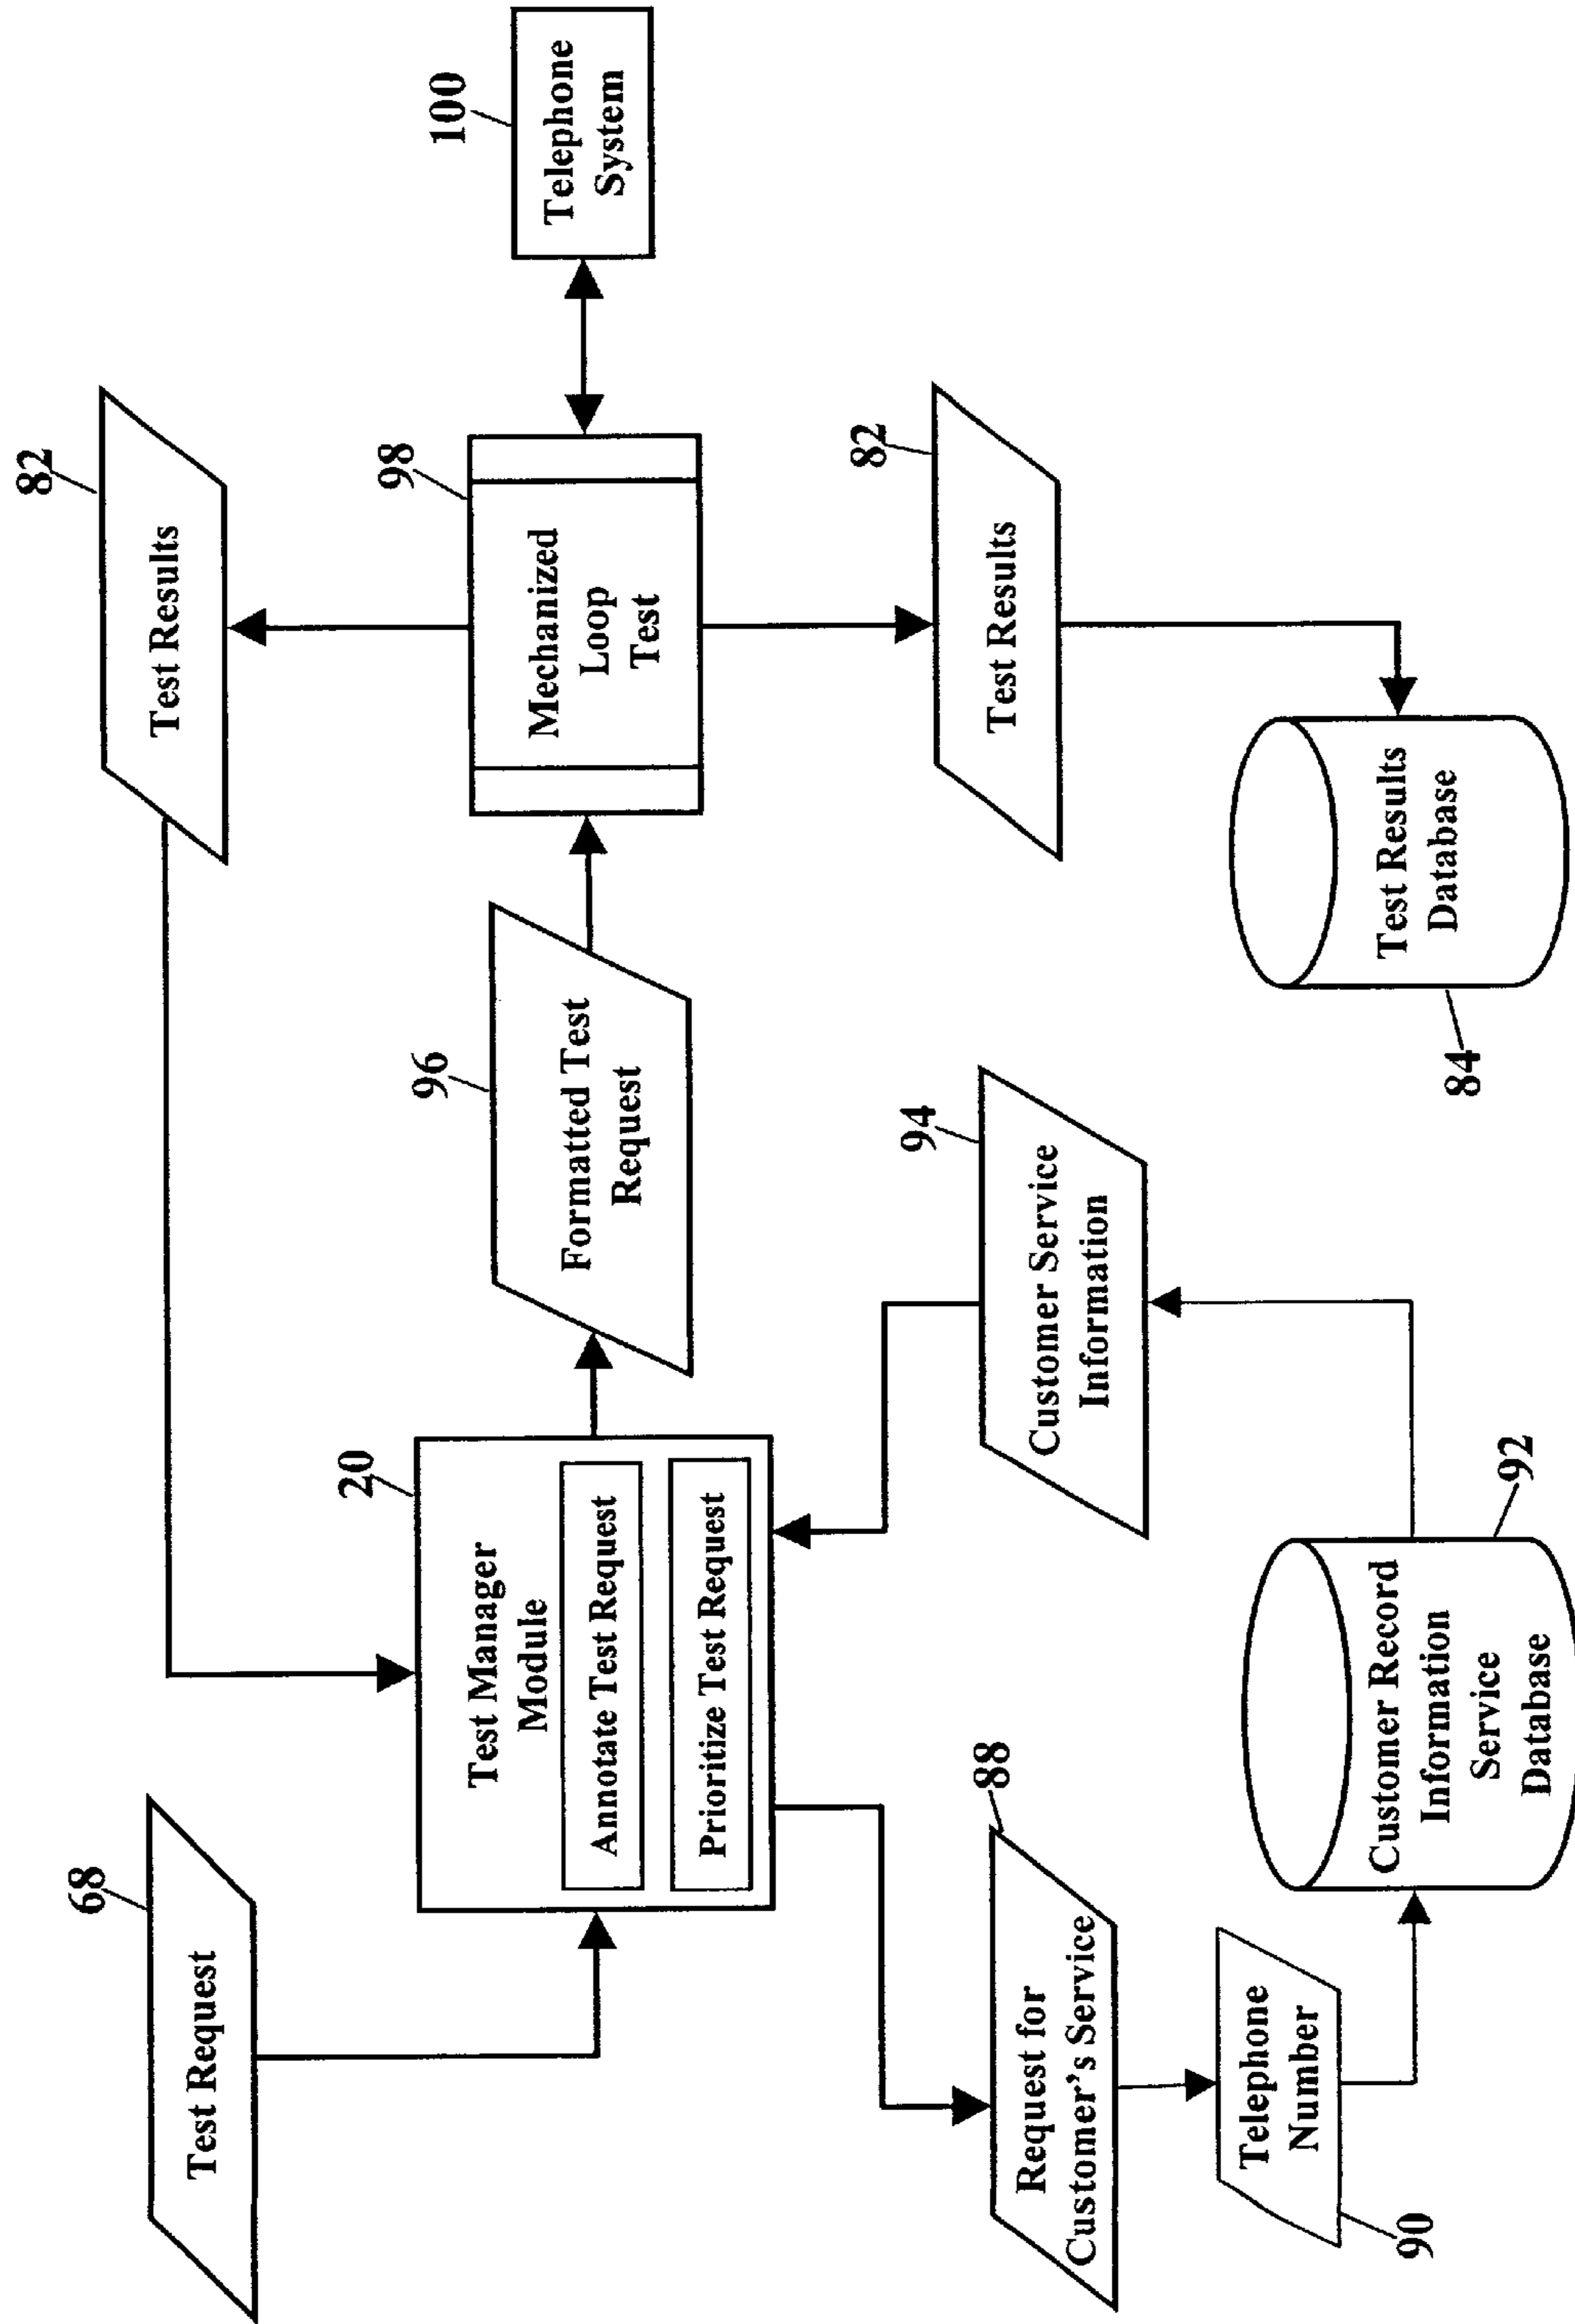 68
Test Request
20
Test Manager
Module
Annotate Test Request
Prioritize Test Request
88
Request for
Customer's Service
Telephone
Number
90
Customer Record
Information
Service
Database
92
94
Customer Service
Information
96
Formatted Test
Request
82
Test Results
98
Mechanized
Loop
Test
100
Telephone
System
82
Test Results
Test Results
Database
84